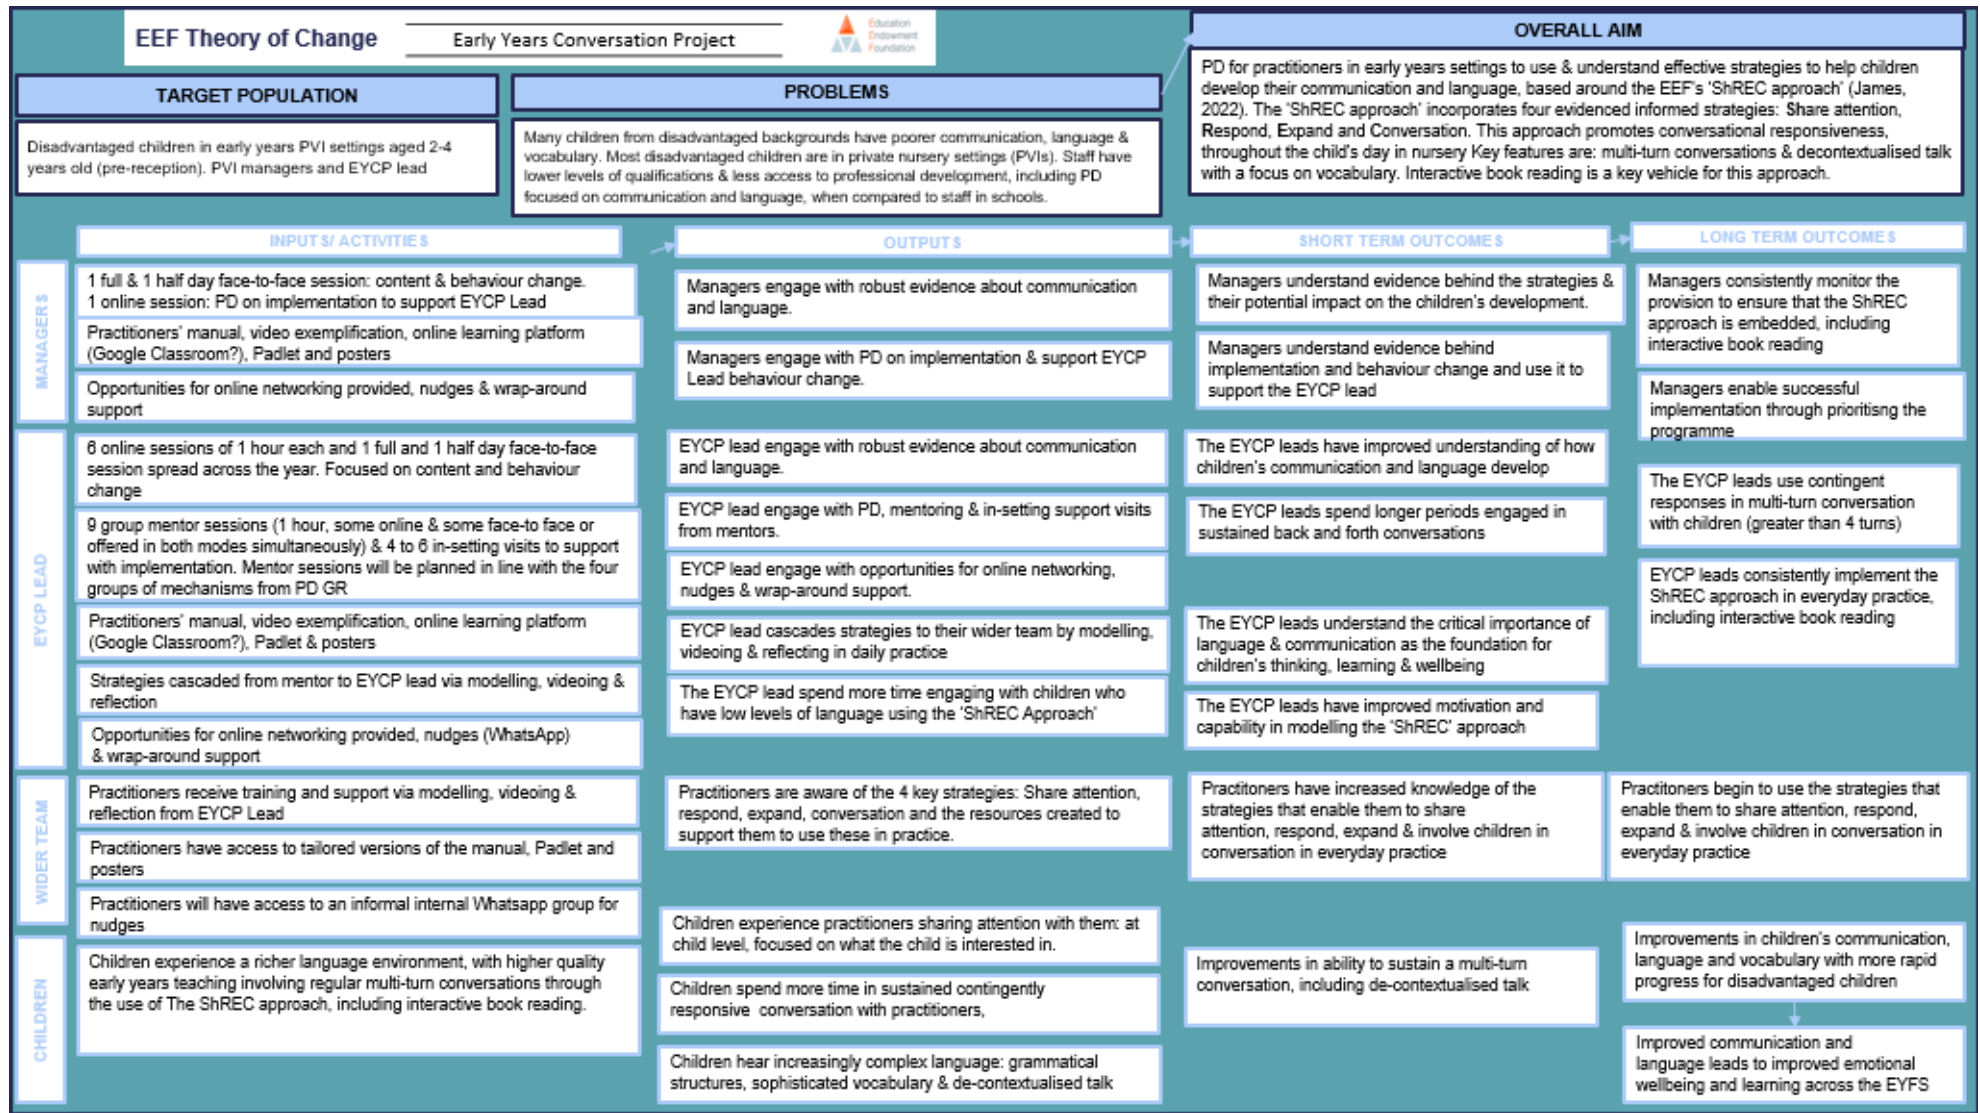 EEF Theory of Change
Early Years Conversation Project
Education
Endowment
Foundation
TARGET POPULATION
Disadvantaged children in early years PVI settings aged 2-4
years old (pre-reception). PVI managers and EYCP lead
PROBLEMS
Many children from disadvantaged backgrounds have poorer communication, language &
vocabulary. Most disadvantaged children are in private nursery settings (PVIs). Staff have
lower levels of qualifications & less access to professional development, including PD
focused on communication and language, when compared to staff in schools.
OVERALL AIM
PD for practitioners in early years settings to use & understand effective strategies to help children
develop their communication and language, based around the EEF's 'ShREC approach' (James,
2022). The 'ShREC approach' incorporates four evidenced informed strategies: Share attention,
Respond, Expand and Conversation. This approach promotes conversational responsiveness,
throughout the child's day in nursery Key features are: multi-turn conversations & decontextualised talk
with a focus on vocabulary. Interactive book reading is a key vehicle for this approach.
INPUTS/ ACTIVITIES
OUTPUTS
SHORT TERM OUTCOMES
LONG TERM OUTCOMES
MANAGERS
1 full & 1 half day face-to-face session: content & behaviour change.
1 online session: PD on implementation to support EYCP Lead
Practitioners' manual, video exemplification, online learning platform
(Google Classroom?), Padlet and posters
Opportunities for online networking provided, nudges & wrap-around
support
Managers engage with robust evidence about communication
and language.
Managers engage with PD on implementation & support EYCP
Lead behaviour change.
Managers understand evidence behind the strategies &
their potential impact on the children's development.
Managers understand evidence behind
implementation and behaviour change and use it to
support the EYCP lead
Managers consistently monitor the
provision to ensure that the ShREC
approach is embedded, including
interactive book reading
Managers enable successful
implementation through prioritisng the
programme
EYCP LEAD
6 online sessions of 1 hour each and 1 full and 1 half day face-to-face
session spread across the year. Focused on content and behaviour
change
9 group mentor sessions (1 hour, some online & some face-to face or
offered in both modes simultaneously) & 4 to 6 in-setting visits to support
with implementation. Mentor sessions will be planned in line with the four
groups of mechanisms from PD GR
Practitioners' manual, video exemplification, online learning platform
(Google Classroom?), Padlet & posters
Strategies cascaded from mentor to EYCP lead via modelling, videoing &
reflection
Opportunities for online networking provided, nudges (WhatsApp)
& wrap-around support
EYCP lead engage with robust evidence about communication
and language.
EYCP lead engage with PD, mentoring & in-setting support visits
from mentors.
EYCP lead engage with opportunities for online networking,
nudges & wrap-around support.
EYCP lead cascades strategies to their wider team by modelling,
videoing & reflecting in daily practice
The EYCP lead spend more time engaging with children who
have low levels of language using the 'ShREC Approach'
The EYCP leads have improved understanding of how
children's communication and language develop
The EYCP leads spend longer periods engaged in
sustained back and forth conversations
The EYCP leads understand the critical importance of
language & communication as the foundation for
children's thinking, learning & wellbeing
The EYCP leads have improved motivation and
capability in modelling the 'ShREC' approach
The EYCP leads use contingent
responses in multi-turn conversation
with children (greater than 4 turns)
EYCP leads consistently implement the
ShREC approach in everyday practice,
including interactive book reading
WIDER TEAM
Practitioners receive training and support via modelling, videoing &
reflection from EYCP Lead
Practitioners have access to tailored versions of the manual, Padlet and
posters
Practitioners will have access to an informal internal Whatsapp group for
nudges
Practitioners are aware of the 4 key strategies: Share attention,
respond, expand, conversation and the resources created to
support them to use these in practice.
Practitoners have increased knowledge of the
strategies that enable them to share
attention, respond, expand & involve children in
conversation in everyday practice
Practitoners begin to use the strategies that
enable them to share attention, respond,
expand & involve children in conversation in
everyday practice
CHILDREN
Children experience a richer language environment, with higher quality
early years teaching involving regular multi-turn conversations through
the use of The ShREC approach, including interactive book reading.
Children experience practitioners sharing attention with them: at
child level, focused on what the child is interested in.
Children spend more time in sustained contingently
responsive conversation with practitioners,
Children hear increasingly complex language: grammatical
structures, sophisticated vocabulary & de-contextualised talk
Improvements in ability to sustain a multi-turn
conversation, including de-contextualised talk
Improvements in children's communication,
language and vocabulary with more rapid
progress for disadvantaged children
Improved communication and
language leads to improved emotional
wellbeing and learning across the EYFS